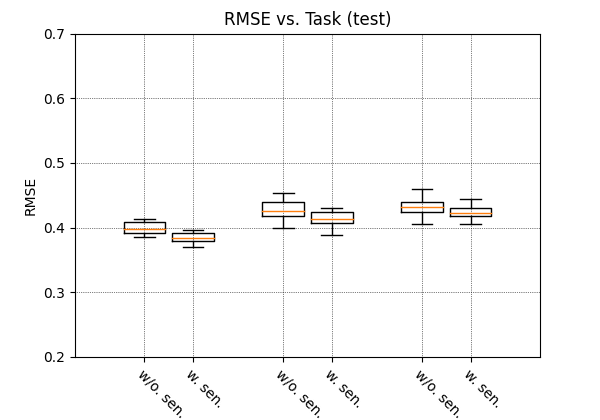 RMSE vs. Task (test)
0.7
0.6
0.5
0.4
0.3
0.2
RMSE
w/o. sen.
w. sen.
w/o. sen.
w. sen.
w/o. sen.
w. sen.